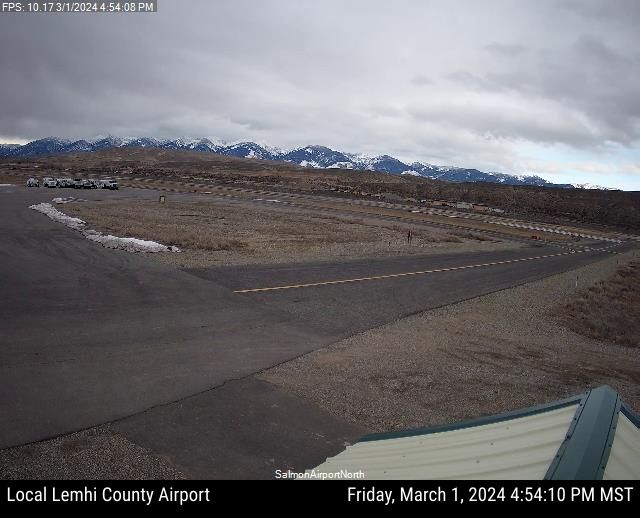 FPS: 10.17 3/1/2024 4:54:08 PM
SalmonAirportNorth
Local Lemhi County Airport
Friday, March 1, 2024 4:54:10 PM MST